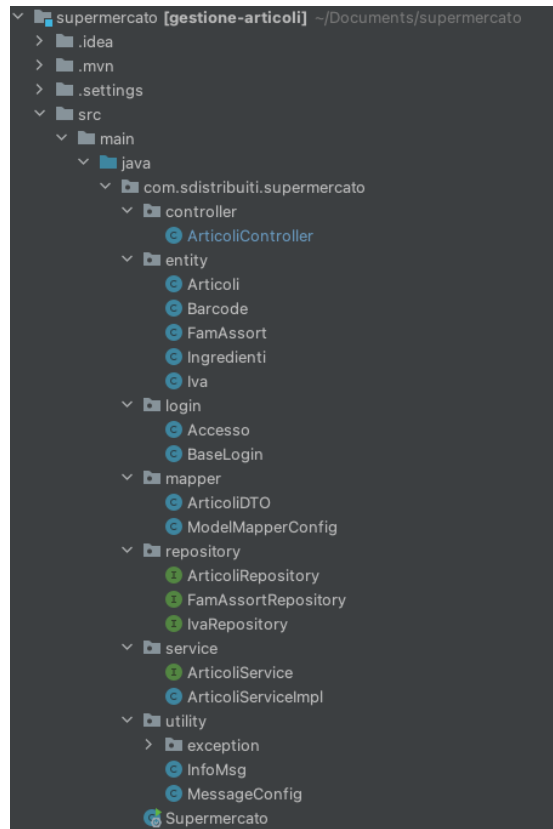 supermercato [gestione-articoli] ~/Documents/supermercato
.idea
.mvn
.settings
src
main
java
com.sdistribuiti.supermercato
controller
ArticoliController
entity
Articoli
Barcode
FamAssort
Ingredienti
Iva
login
Accesso
BaseLogin
mapper
ArticoliDTO
ModelMapperConfig
repository
ArticoliRepository
FamAssortRepository
IvaRepository
service
ArticoliService
ArticoliServiceImpl
utility
exception
InfoMsg
MessageConfig
Supermercato